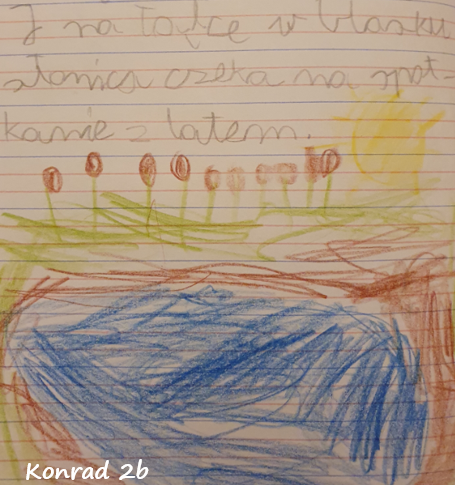 I na łące w blasku
słońca czeka na spot-
kanie z latem.
Konrad 2b